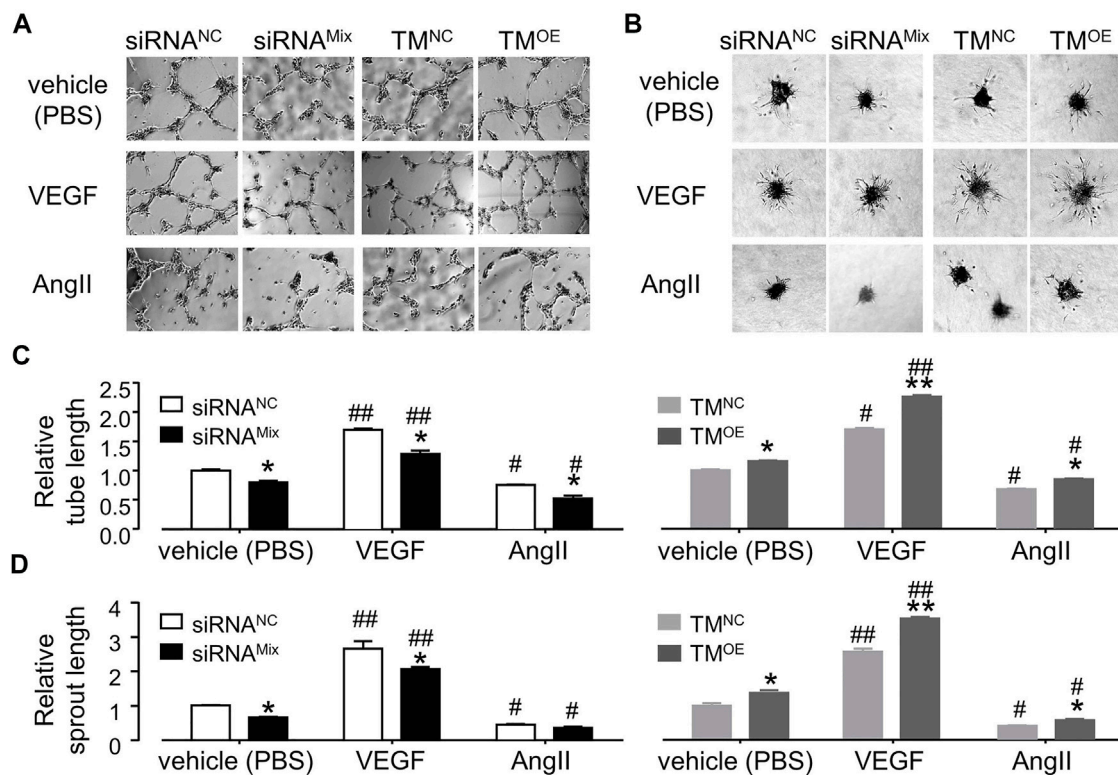 A
siRNA^NC siRNA^Mix TM^NC TM^OE
vehicle
(PBS)
VEGF
AngII
B
siRNA^NC siRNA^Mix TM^NC TM^OE
vehicle
(PBS)
VEGF
AngII
C
Relative
tube length
2.5
2.0
1.5
1.0
0.5
0.0
siRNA^NC
siRNA^Mix
*
##
##
*
#
#
*
vehicle (PBS) VEGF AngII
TM^NC
TM^OE
*
#
##
**
#
#
*
vehicle (PBS) VEGF AngII
D
Relative
sprout length
4
3
2
1
0
siRNA^NC
siRNA^Mix
*
##
##
*
#
#
vehicle (PBS) VEGF AngII
TM^NC
TM^OE
*
##
##
**
#
#
*
vehicle (PBS) VEGF AngII